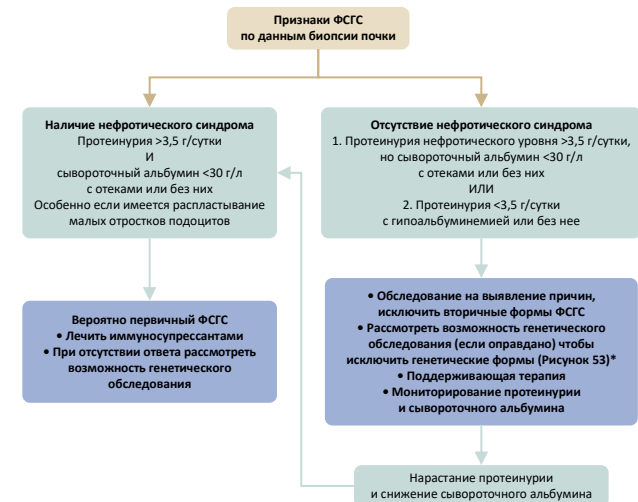 Признаки ФСГС
по данным биопсии почки
Наличие нефротического синдрома
Протеинурия >3,5 г/сутки
И
сывороточный альбумин <30 г/л
с отеками или без них
Особенно если имеется распластывание
малых отростков подоцитов
Отсутствие нефротического синдрома
1. Протеинурия нефротического уровня >3,5 г/сутки,
но сывороточный альбумин <30 г/л
с отеками или без них
ИЛИ
2. Протеинурия <3,5 г/сутки
с гипоальбуминемией или без нее
Вероятно первичный ФСГС
• Лечить иммуносупрессантами
• При отсутствии ответа рассмотреть
возможность генетического
обследования
• Обследование на выявление причин,
исключить вторичные формы ФСГС
• Рассмотреть возможность генетического
обследования (если оправдано) чтобы
исключить генетические формы (Рисунок 53)*
• Поддерживающая терапия
• Мониторирование протеинурии
и сывороточного альбумина
Нарастание протеинурии
и снижение сывороточного альбумина